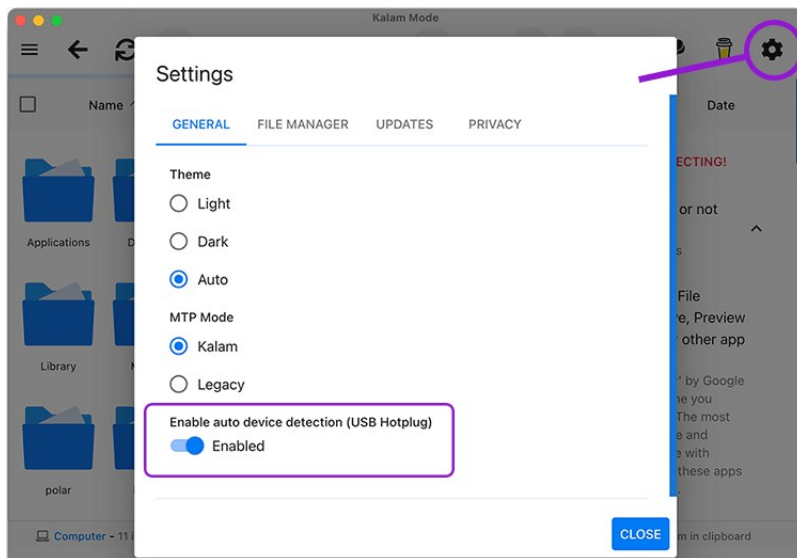 Kalam Mode
Settings
GENERAL FILE MANAGER UPDATES PRIVACY
Theme
Light
Dark
Auto
MTP Mode
Kalam
Legacy
Enable auto device detection (USB Hotplug)
Enabled
CLOSE
Name
Date
Applications
Library
polar
Computer - 11
ECTING!
or not
File
Preview
other app
by Google
you
The most
and
with
these apps
in clipboard